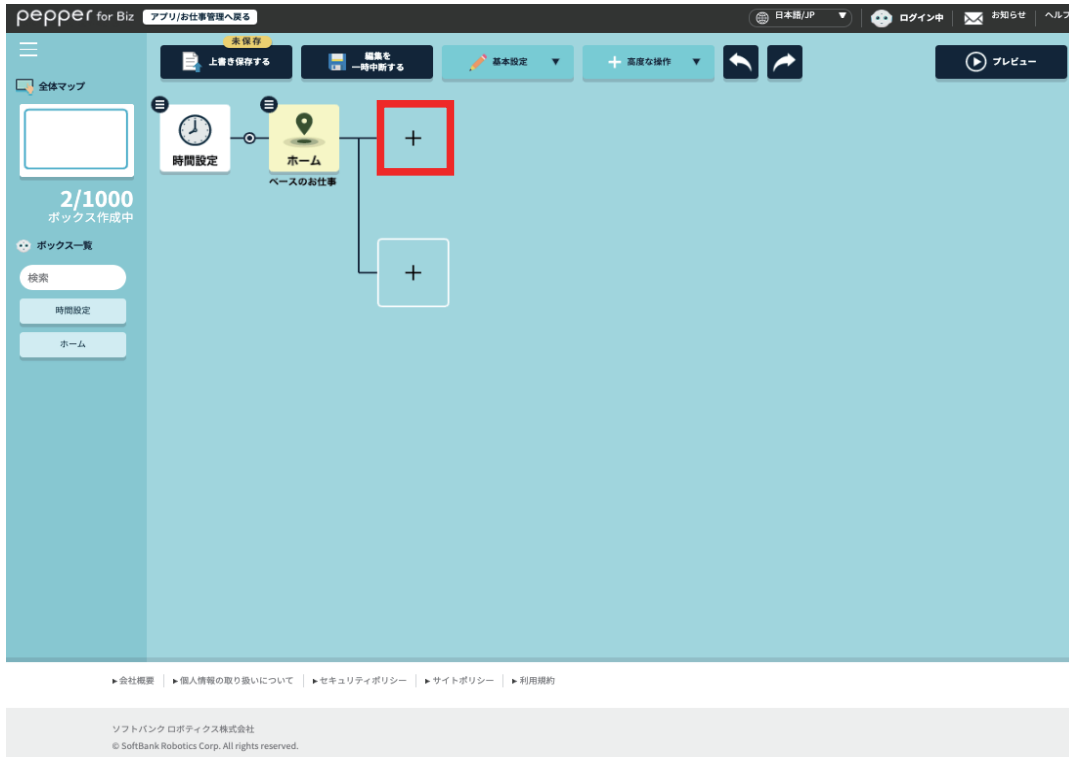 pepper for Biz アプリ/お仕事管理へ戻る 日本語/JP ▼ ログイン中 お知らせ ヘルプ
未保存
上書き保存する 編集を 一時中断する 基本設定 ▼ 高度な操作 ▼ プレビュー
全体マップ
2/1000
ボックス作成中
ボックス一覧
検索
時間設定
ホーム
時間設定
ホーム
ベースのお仕事
+
+
▶会社概要 ▶個人情報の取り扱いについて ▶セキュリティポリシー ▶サイトポリシー ▶利用規約
ソフトバンク ロボティクス株式会社
© SoftBank Robotics Corp. All rights reserved.